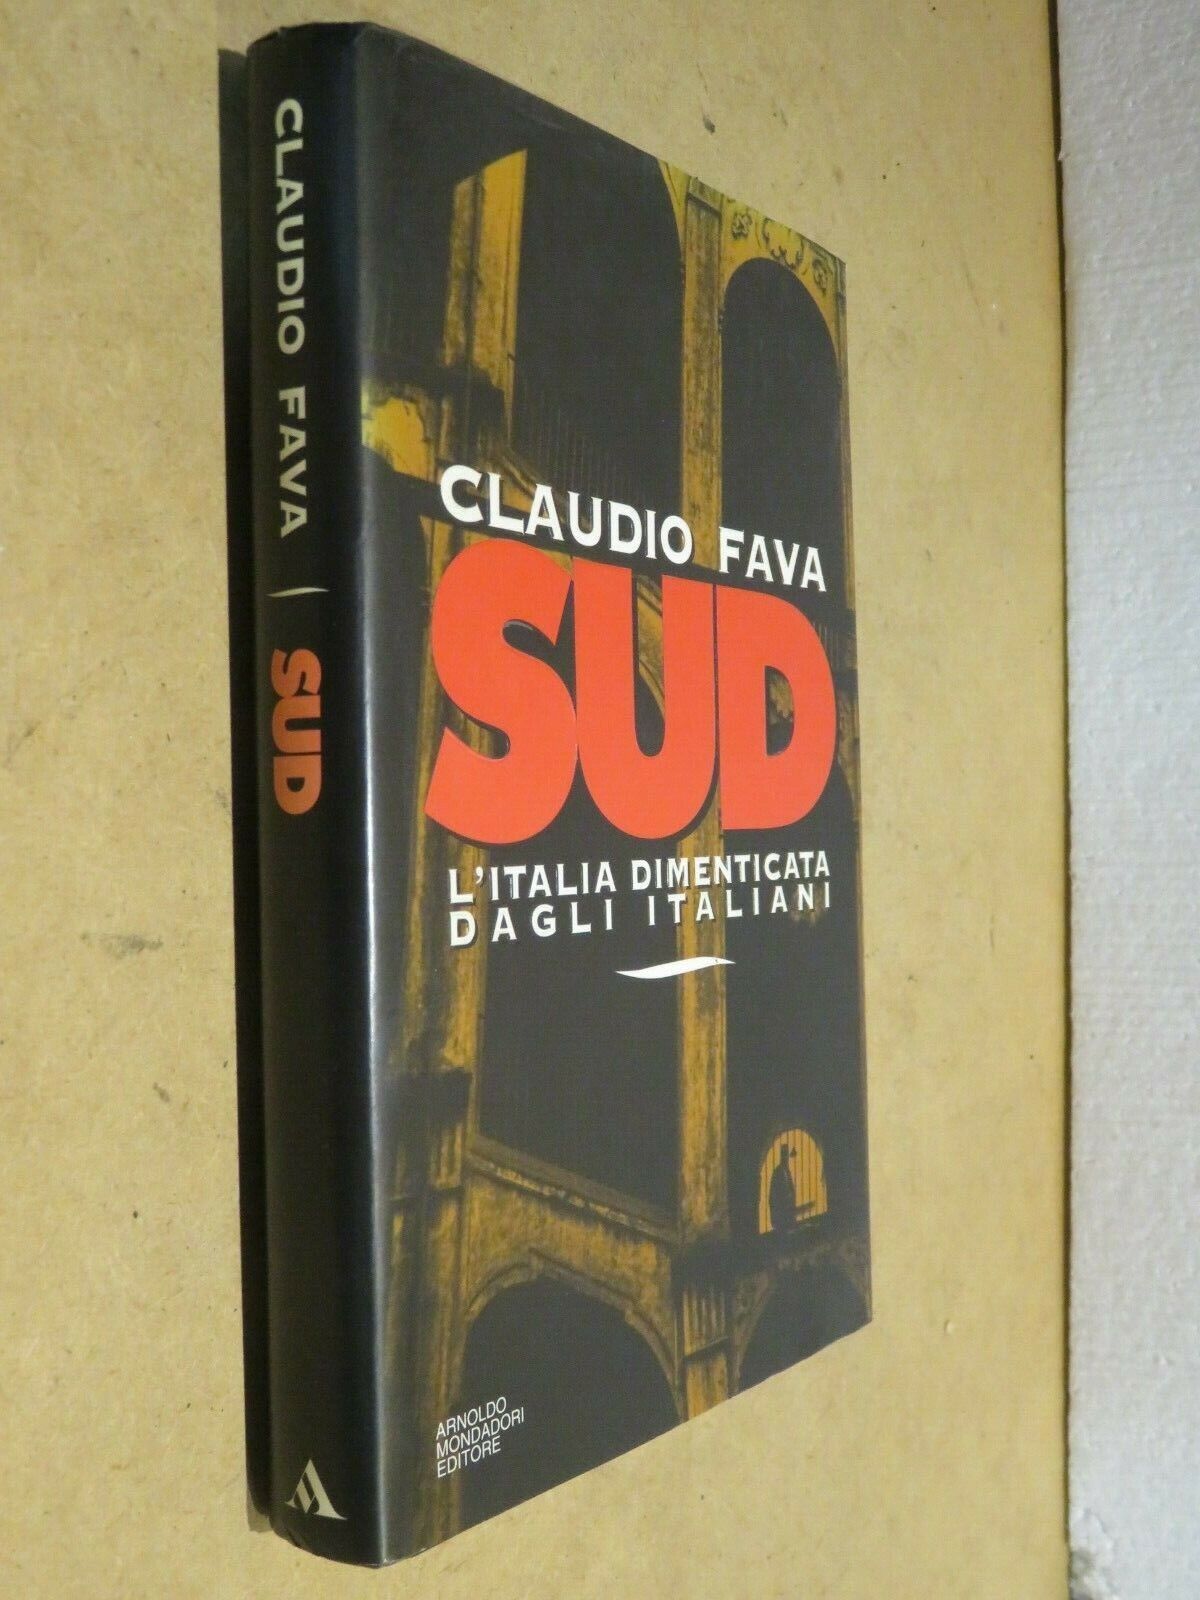 CLAUDIO FAVA
SUD
CLAUDIO FAVA
SUD
L'ITALIA DIMENTICATA
DAGLI ITALIANI
ARNOLDO
MONDADORI
EDITORE